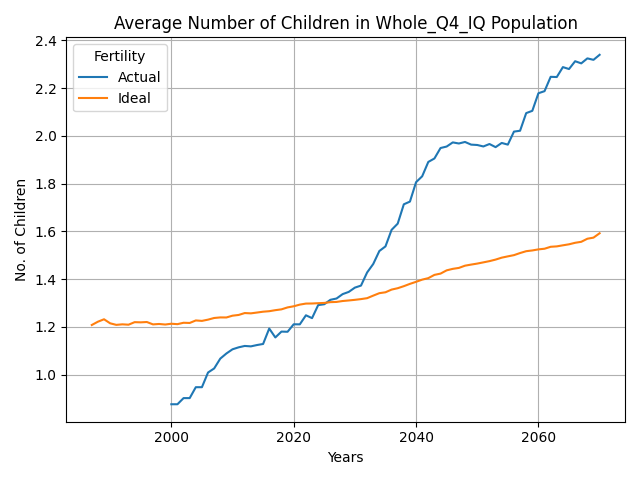 Average Number of Children in Whole_Q4_IQ Population
Fertility
Actual
Ideal
No. of Children
2.4
2.2
2.0
1.8
1.6
1.4
1.2
1.0
2000 2020 2040 2060
Years